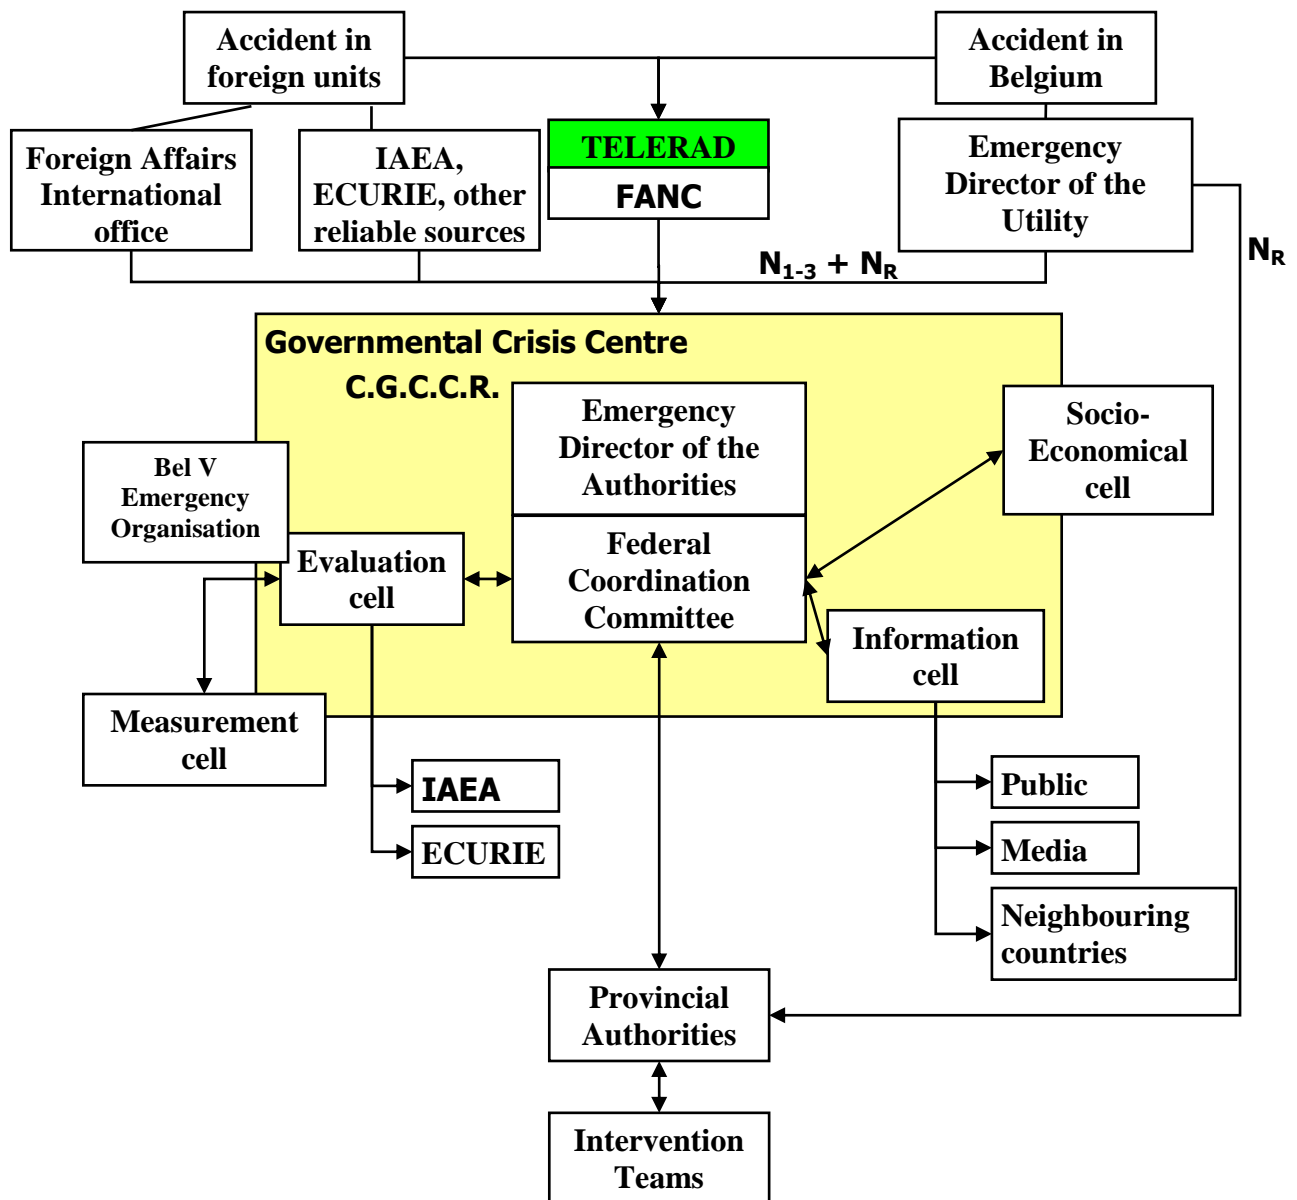 Accident in
foreign units
Accident in
Belgium
Foreign Affairs
International
office
IAEA,
ECURIE, other
reliable sources
TELERAD
FANC
Emergency
Director of the
Utility
N1-3 + NR
NR
Governmental Crisis Centre
C.G.C.C.R.
Emergency
Director of the
Authorities
Socio-
Economical
cell
Bel V
Emergency
Organisation
Evaluation
cell
Federal
Coordination
Committee
Information
cell
Measurement
cell
IAEA
ECURIE
Public
Media
Neighbouring
countries
Provincial
Authorities
Intervention
Teams